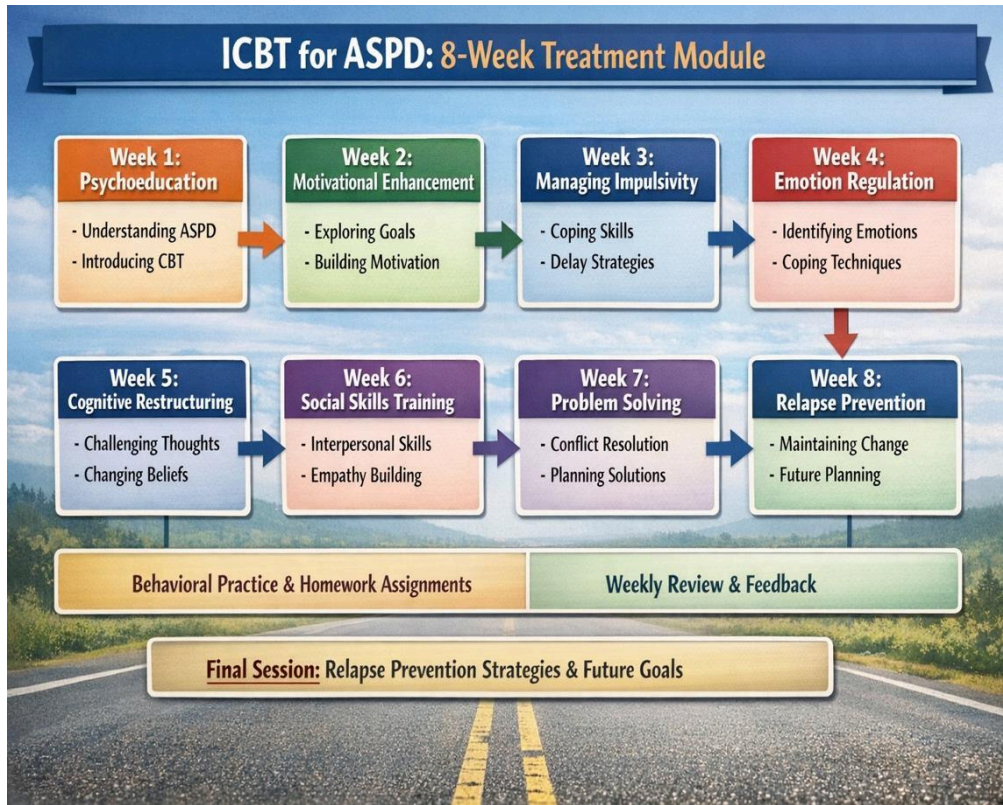 ICBT for ASPD: 8-Week Treatment Module
Week 1:
Psychoeducation
- Understanding ASPD
- Introducing CBT
Week 2:
Motivational Enhancement
- Exploring Goals
- Building Motivation
Week 3:
Managing Impulsivity
- Coping Skills
- Delay Strategies
Week 4:
Emotion Regulation
- Identifying Emotions
- Coping Techniques
Week 5:
Cognitive Restructuring
- Challenging Thoughts
- Changing Beliefs
Week 6:
Social Skills Training
- Interpersonal Skills
- Empathy Building
Week 7:
Problem Solving
- Conflict Resolution
- Planning Solutions
Week 8:
Relapse Prevention
- Maintaining Change
- Future Planning
Behavioral Practice & Homework Assignments
Weekly Review & Feedback
Final Session: Relapse Prevention Strategies & Future Goals